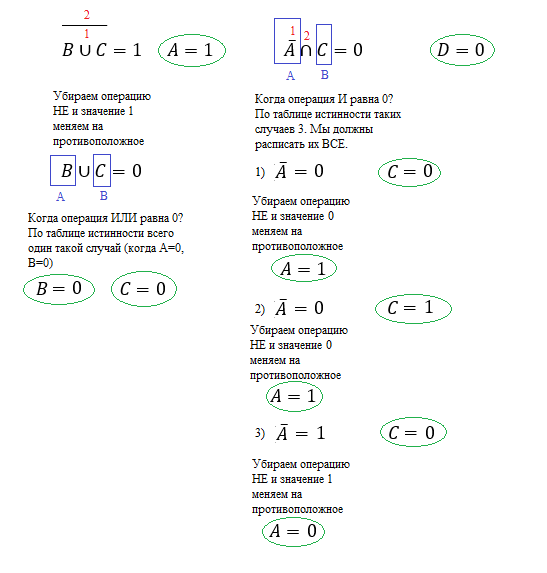 2
1
B ∪ C = 1
A = 1
Убираем операцию
НЕ и значение 1
меняем на
противоположное
B ∪ C = 0
A
B
Когда операция ИЛИ равна 0?
По таблице истинности всего
один такой случай (когда A=0,
B=0)
B = 0
C = 0
1
2
A̅ ∩ C = 0
D = 0
A
B
Когда операция И равна 0?
По таблице истинности таких
случаев 3. Мы должны
расписать их ВСЕ.
1) A̅ = 0
C = 0
Убираем операцию
НЕ и значение 0
меняем на
противоположное
A = 1
2) A̅ = 0
C = 1
Убираем операцию
НЕ и значение 0
меняем на
противоположное
A = 1
3) A̅ = 1
C = 0
Убираем операцию
НЕ и значение 1
меняем на
противоположное
A = 0